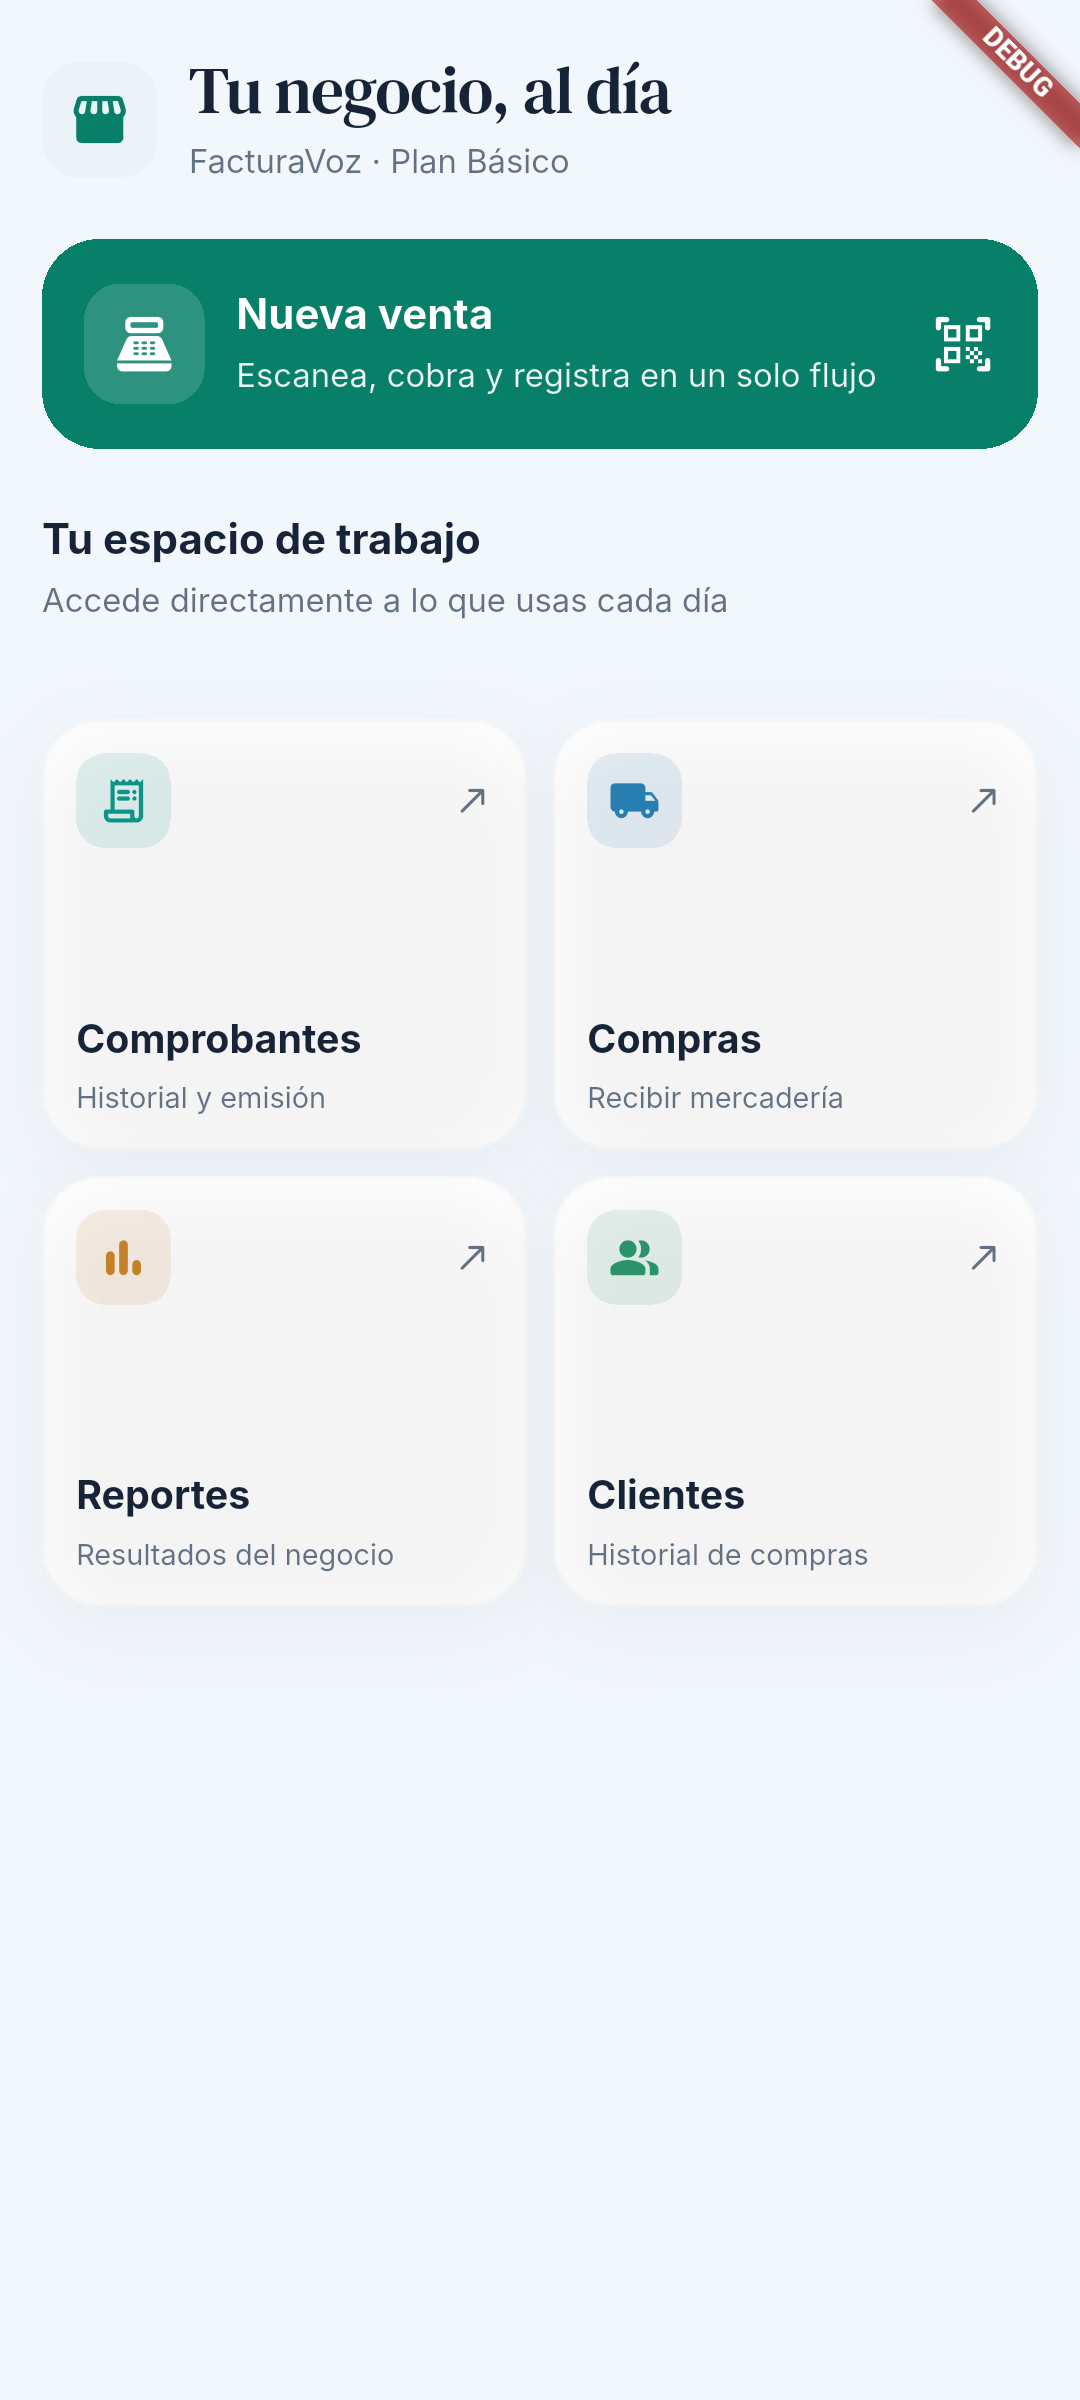 DEBUG
Tu negocio, al día
FacturaVoz · Plan Básico
Nueva venta
Escanea, cobra y registra en un solo flujo
Tu espacio de trabajo
Accede directamente a lo que usas cada día
Comprobantes
Historial y emisión
Compras
Recibir mercadería
Reportes
Resultados del negocio
Clientes
Historial de compras